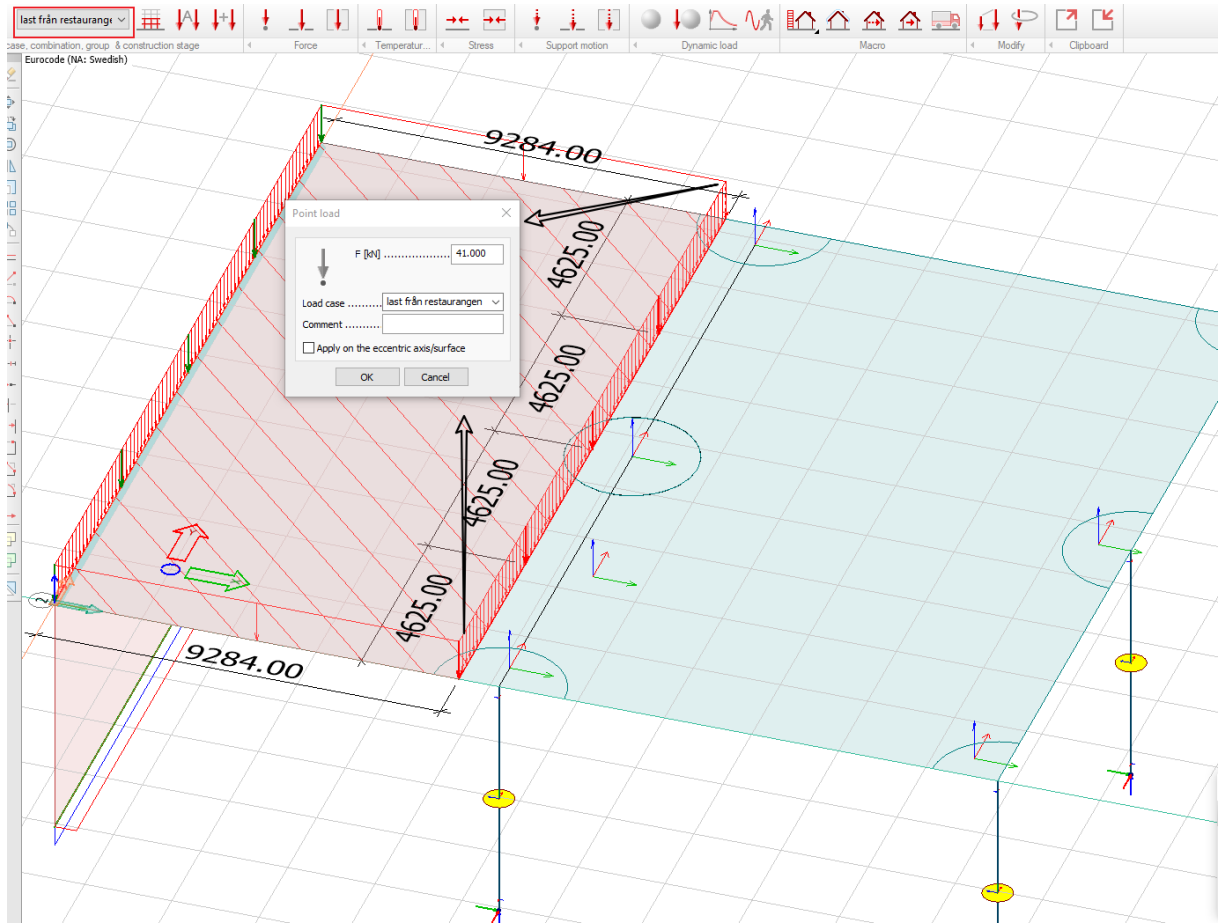 last från restaurange
case, combination, group & construction stage
Force
Temperatur...
Stress
Support motion
Dynamic load
Macro
Modify
Clipboard
Eurocode (NA: Swedish)
9284.00
Point load
F [kN] ................... 41.000
Load case .......... last från restaurangen
Comment ..........
Apply on the eccentric axis/surface
OK Cancel
4625.00
4625.00
4625.00
4625.00
2
9284.00